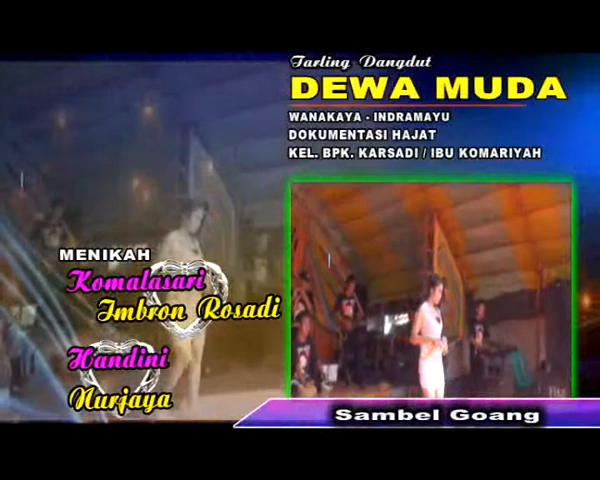 Tarling Dangdut
DEWA MUDA
WANAKAYA - INDRAMAYU
DOKUMENTASI HAJAT
KEL. BPK. KARSADI / IBU KOMARIYAH
MENIKAH
Komalasari
Imbron Rosadi
Handini
Nurjaya
Sambel Goang